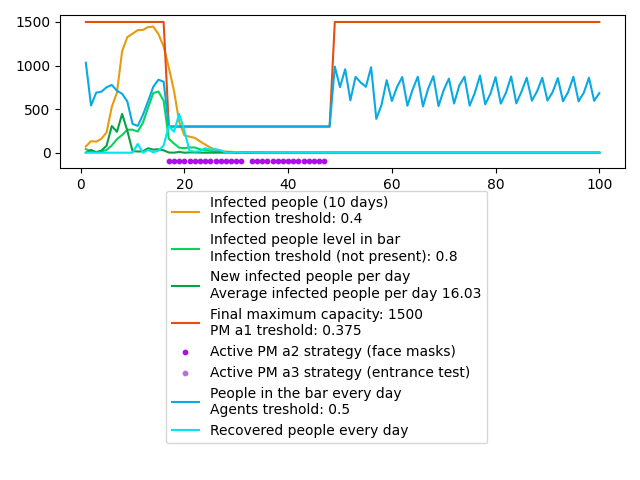 1500
1000
500
0
0
20
40
60
80
100
Infected people (10 days)
Infection treshold: 0.4
Infected people level in bar
Infection treshold (not present): 0.8
New infected people per day
Average infected people per day 16.03
Final maximum capacity: 1500
PM a1 treshold: 0.375
Active PM a2 strategy (face masks)
Active PM a3 strategy (entrance test)
People in the bar every day
Agents treshold: 0.5
Recovered people every day